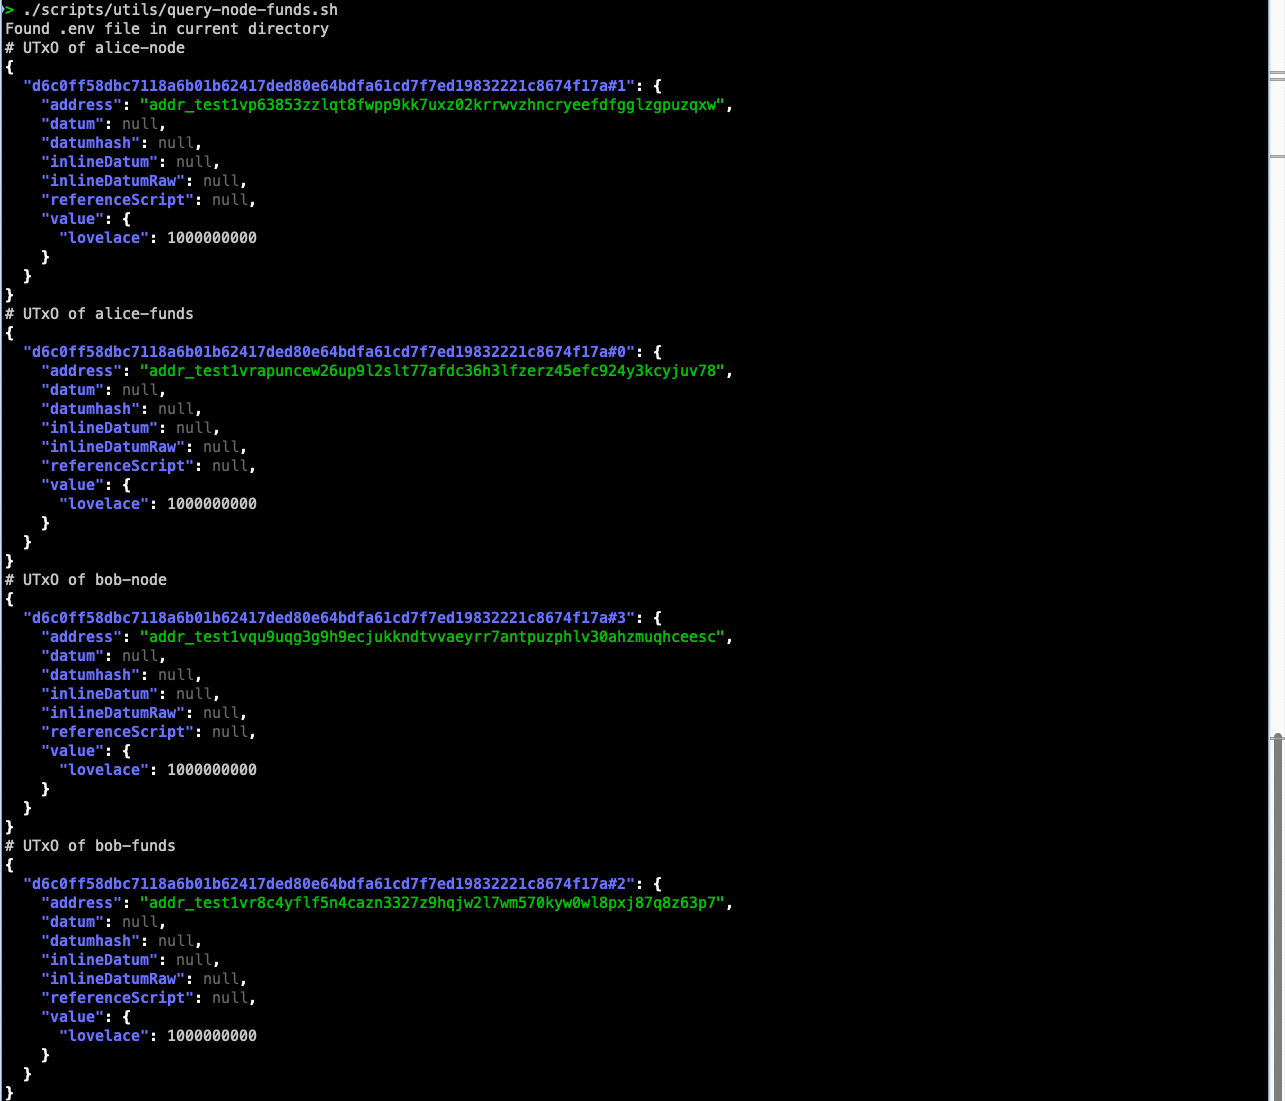 > ./scripts/utils/query-node-funds.sh
Found .env file in current directory
# UTxO of alice-node
{
  "d6c0ff58dbc7118a6b01b62417ded80e64bdfa61cd7f7ed19832221c8674f17a#1": {
    "address": "addr_test1vp63853zzlqt8fwpp9kk7uxz02krrwvzhncryeefdfgglzgpuzqxw",
    "datum": null,
    "datumhash": null,
    "inlineDatum": null,
    "inlineDatumRaw": null,
    "referenceScript": null,
    "value": {
      "lovelace": 1000000000
    }
  }
}
# UTxO of alice-funds
{
  "d6c0ff58dbc7118a6b01b62417ded80e64bdfa61cd7f7ed19832221c8674f17a#0": {
    "address": "addr_test1vrapuncew26up9l2slt77afdc36h3lfzerz45efc924y3kcyjuv78",
    "datum": null,
    "datumhash": null,
    "inlineDatum": null,
    "inlineDatumRaw": null,
    "referenceScript": null,
    "value": {
      "lovelace": 1000000000
    }
  }
}
# UTxO of bob-node
{
  "d6c0ff58dbc7118a6b01b62417ded80e64bdfa61cd7f7ed19832221c8674f17a#3": {
    "address": "addr_test1vqu9uqg3g9h9ecjukkndtvvaeyrr7antpuzphlv30ahzmuqhceesc",
    "datum": null,
    "datumhash": null,
    "inlineDatum": null,
    "inlineDatumRaw": null,
    "referenceScript": null,
    "value": {
      "lovelace": 1000000000
    }
  }
}
# UTxO of bob-funds
{
  "d6c0ff58dbc7118a6b01b62417ded80e64bdfa61cd7f7ed19832221c8674f17a#2": {
    "address": "addr_test1vr8c4yflf5n4cazn3327z9hqjw2l7wm570kyw0wl8pxj87q8z63p7",
    "datum": null,
    "datumhash": null,
    "inlineDatum": null,
    "inlineDatumRaw": null,
    "referenceScript": null,
    "value": {
      "lovelace": 1000000000
    }
  }
}